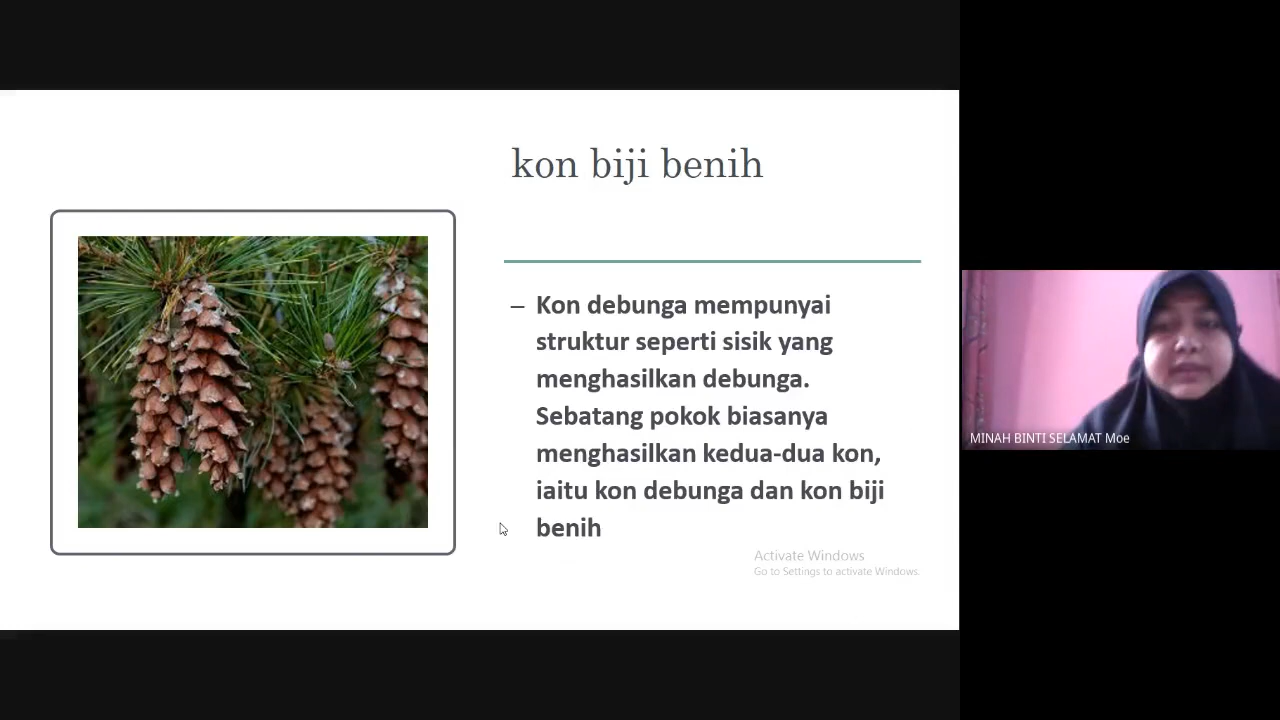 kon biji benih
– Kon debunga mempunyai
struktur seperti sisik yang
menghasilkan debunga.
Sebatang pokok biasanya
menghasilkan kedua-dua kon,
iaitu kon debunga dan kon biji
benih
Activate Windows
Go to Settings to activate Windows.
MINAH BINTI SELAMAT Moe